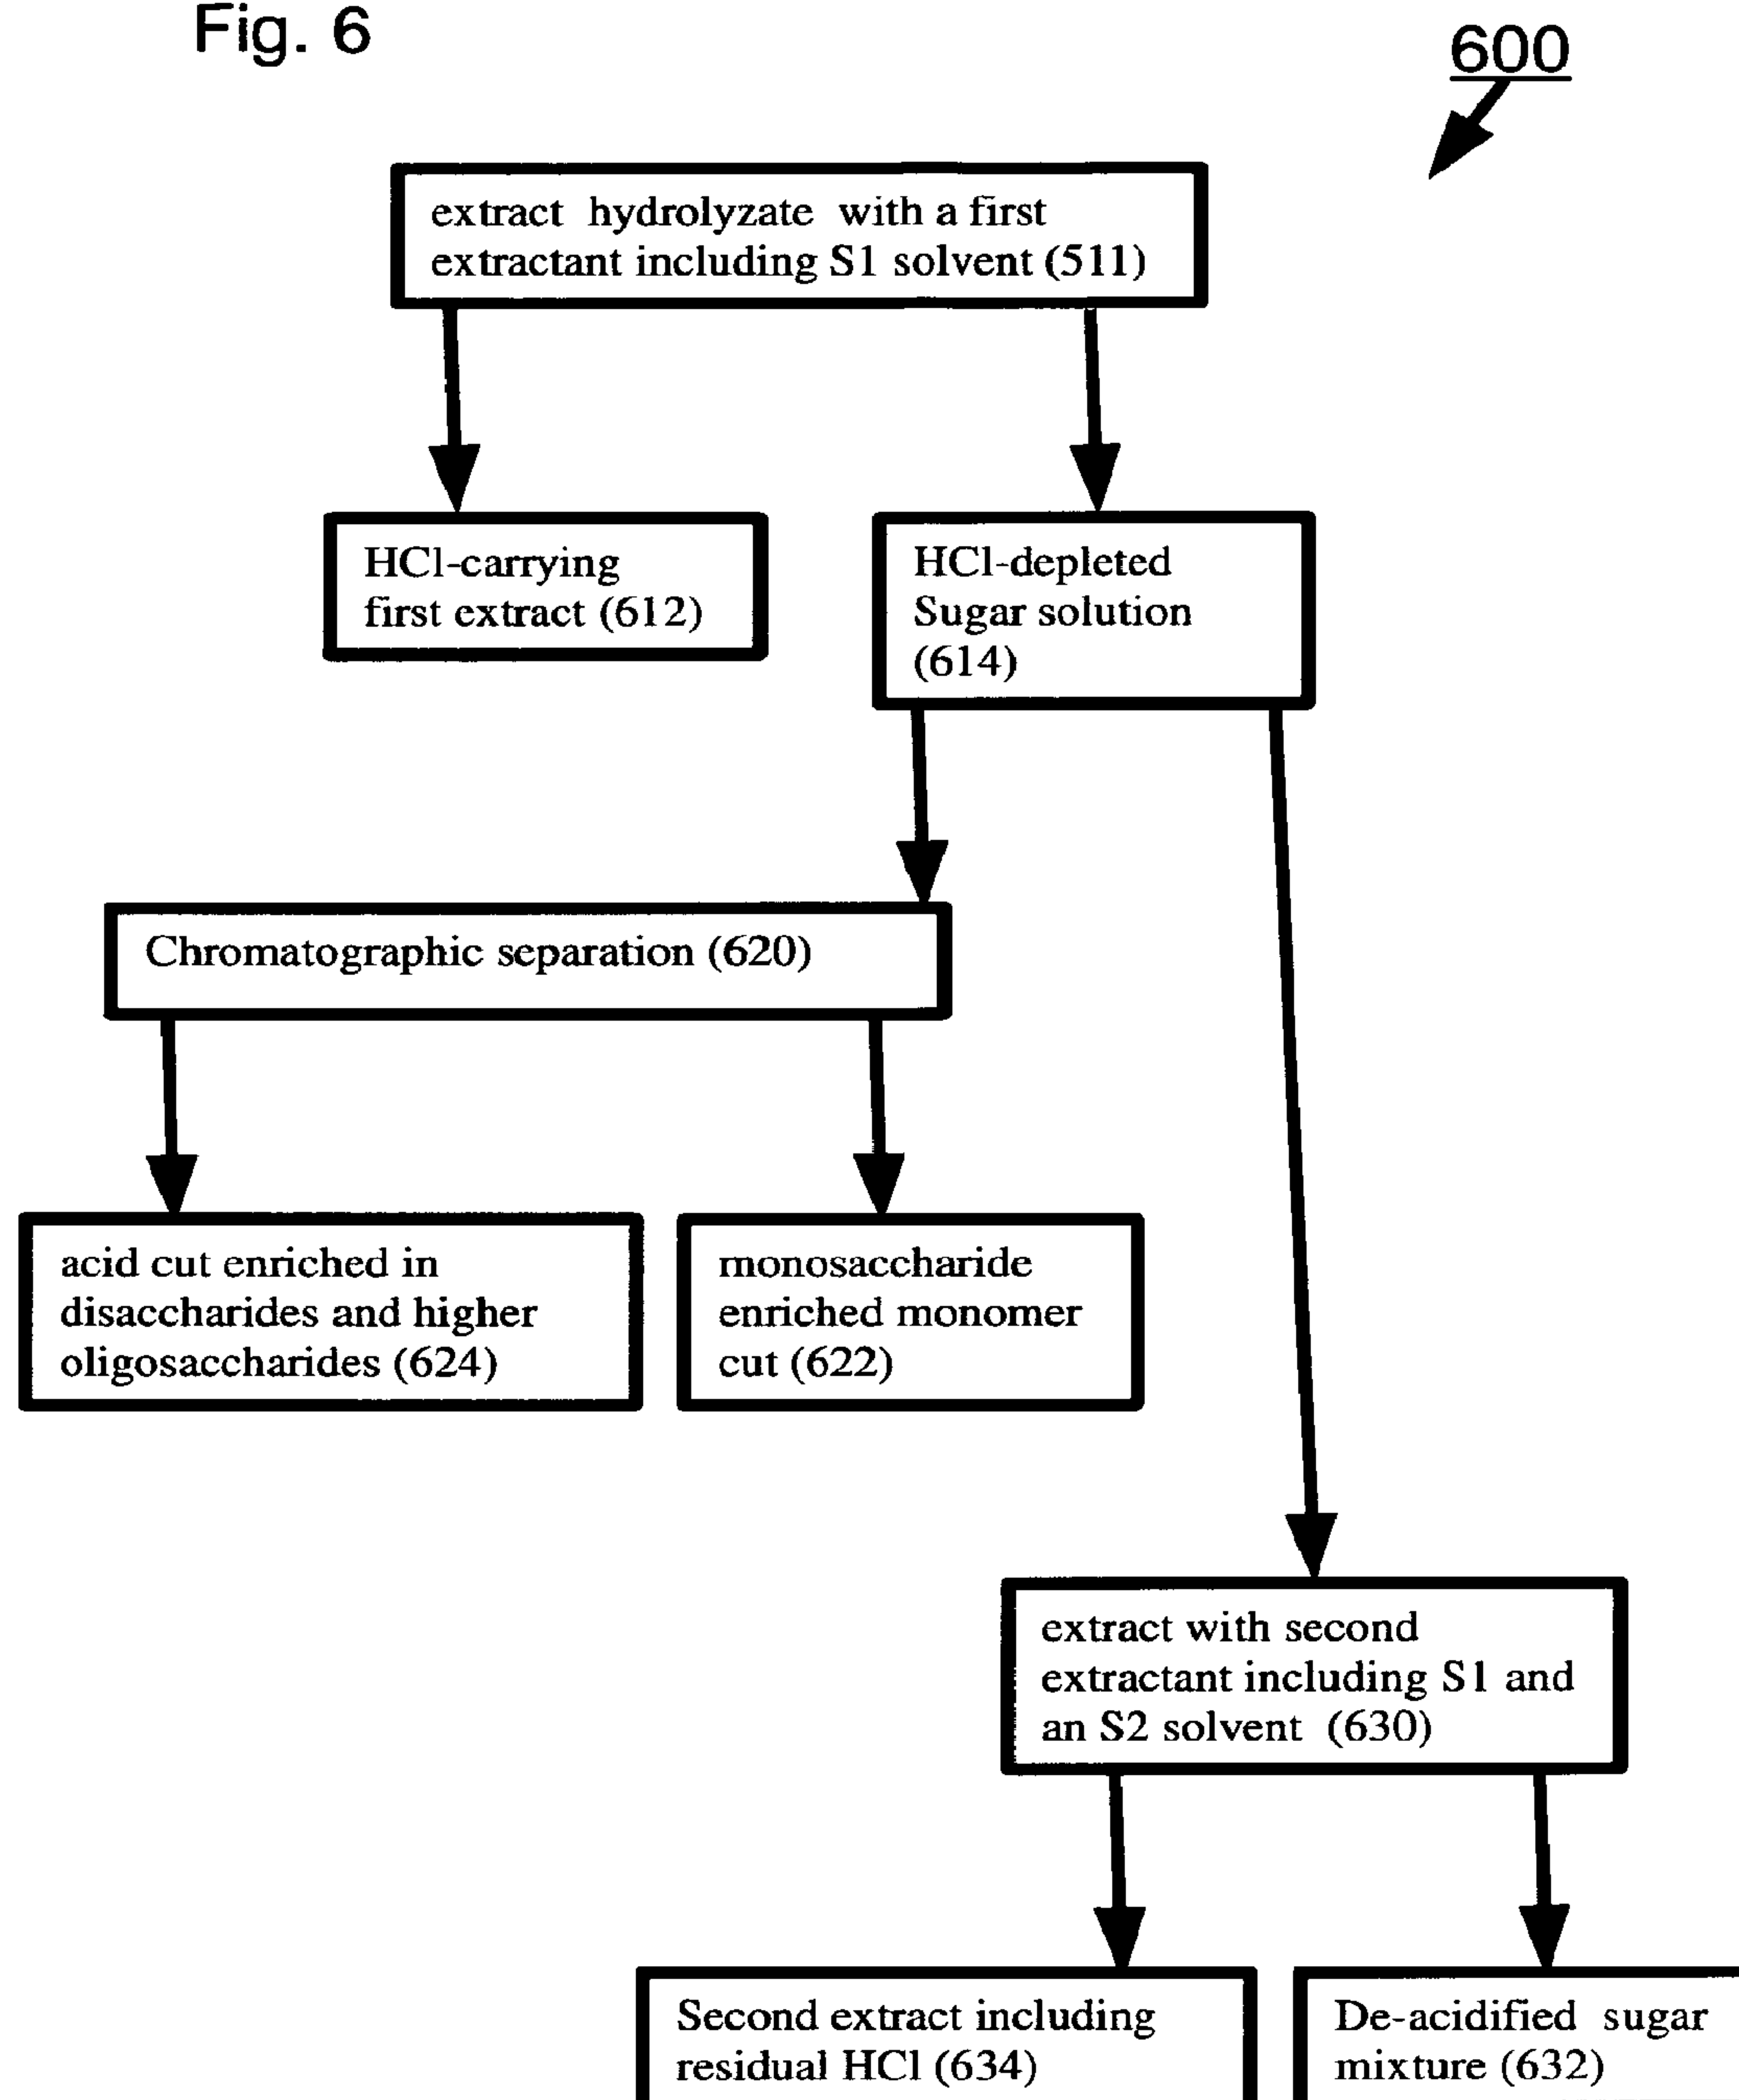 Fig. 6
600
extract hydrolyzate with a first
extractant including S1 solvent (511)
HCl-carrying
first extract (612)
HCl-depleted
Sugar solution
(614)
Chromatographic separation (620)
acid cut enriched in
disaccharides and higher
oligosaccharides (624)
monosaccharide
enriched monomer
cut (622)
extract with second
extractant including S1 and
an S2 solvent (630)
Second extract including
residual HCl (634)
De-acidified sugar
mixture (632)